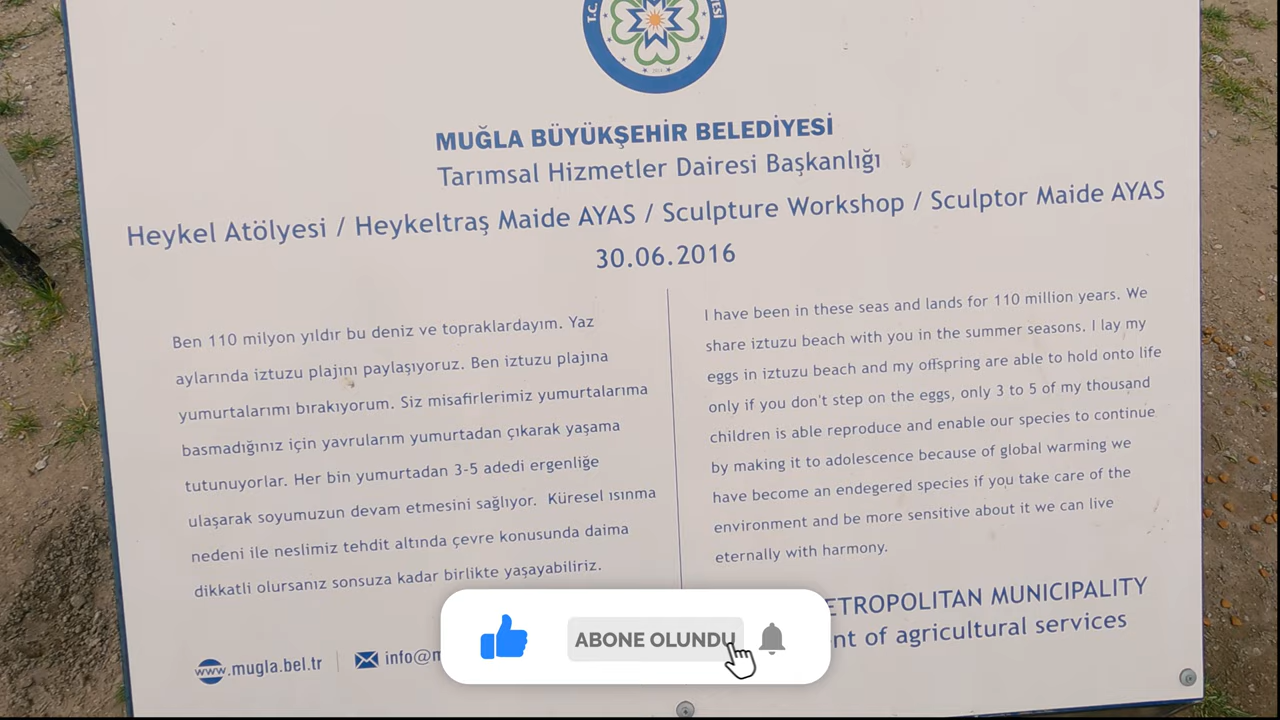 T.C.
2014
MUĞLA BÜYÜKŞEHİR BELEDİYESİ
Tarımsal Hizmetler Dairesi Başkanlığı
Heykel Atölyesi / Heykeltraş Maide AYAS / Sculpture Workshop / Sculptor Maide AYAS
30.06.2016
Ben 110 milyon yıldır bu deniz ve topraklardayım. Yaz
aylarında iztuzu plajını paylaşıyoruz. Ben iztuzu plajına
yumurtalarımı bırakıyorum. Siz misafirlerimiz yumurtalarıma
basmadığınız için yavrularım yumurtadan çıkarak yaşama
tutunuyorlar. Her bin yumurtadan 3-5 adedi ergenliğe
ulaşarak soyumuzun devam etmesini sağlıyor. Küresel ısınma
nedeni ile neslimiz tehdit altında çevre konusunda daima
dikkatli olursanız sonsuza kadar birlikte yaşayabiliriz.
I have been in these seas and lands for 110 million years. We
share iztuzu beach with you in the summer seasons. I lay my
eggs in iztuzu beach and my offspring are able to hold onto life
only if you don't step on the eggs, only 3 to 5 of my thousand
children is able reproduce and enable our species to continue
by making it to adolescence because of global warming we
have become an endegered species if you take care of the
environment and be more sensitive about it we can live
eternally with harmony.
METROPOLITAN MUNICIPALITY
of agricultural services
www.mugla.bel.tr
info@m
ABONE OLUNDU